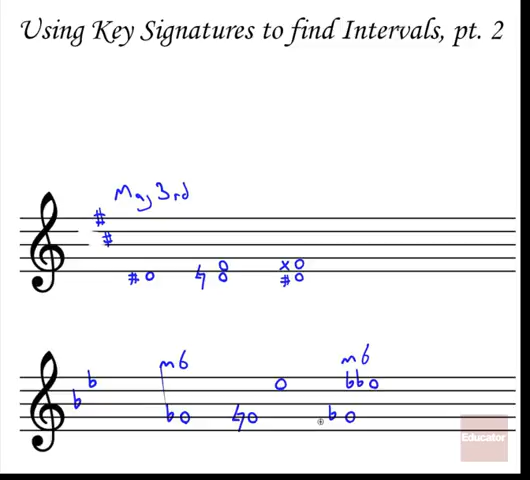 Using Key Signatures to find Intervals, pt. 2
Maj 3rd
m6
m6
Educator